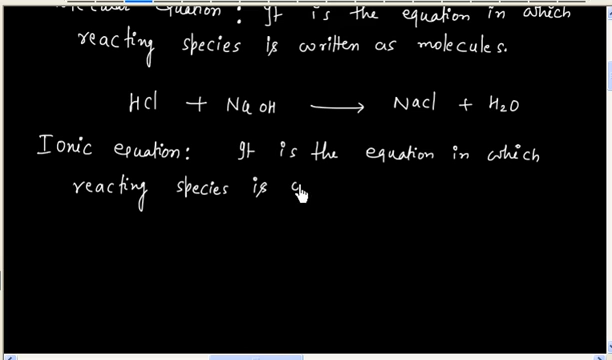 Equation: It is the equation in which
reacting species is written as molecules.
HCl + NaOH ⟶ Nacl + H₂O
Ionic equation: It is the equation in which
reacting species is